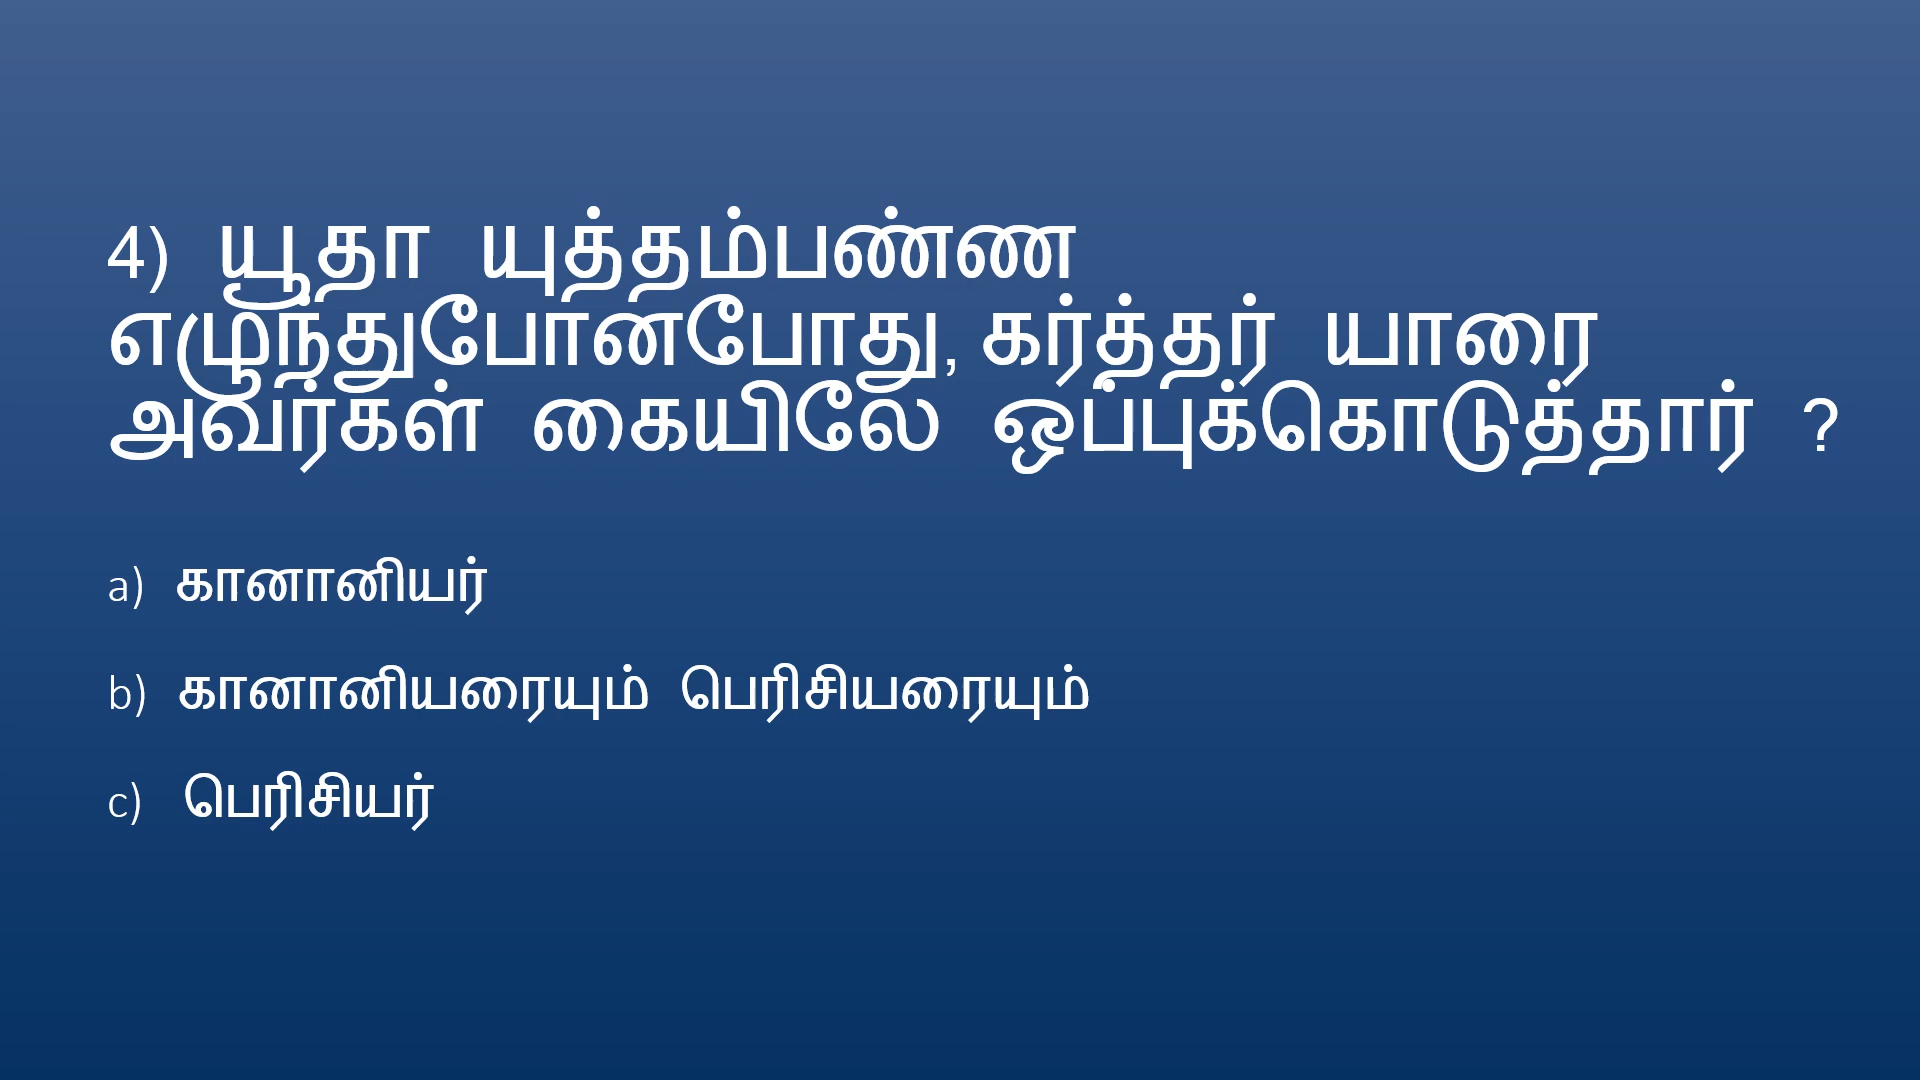 4) யூதா யுத்தம்பண்ண
எழுந்துபோனபோது, கர்த்தர் யாரை
அவர்கள் கையிலே ஒப்புக்கொடுத்தார் ?
a) கானானியர்
b) கானானியரையும் பெரிசியரையும்
c) பெரிசியர்